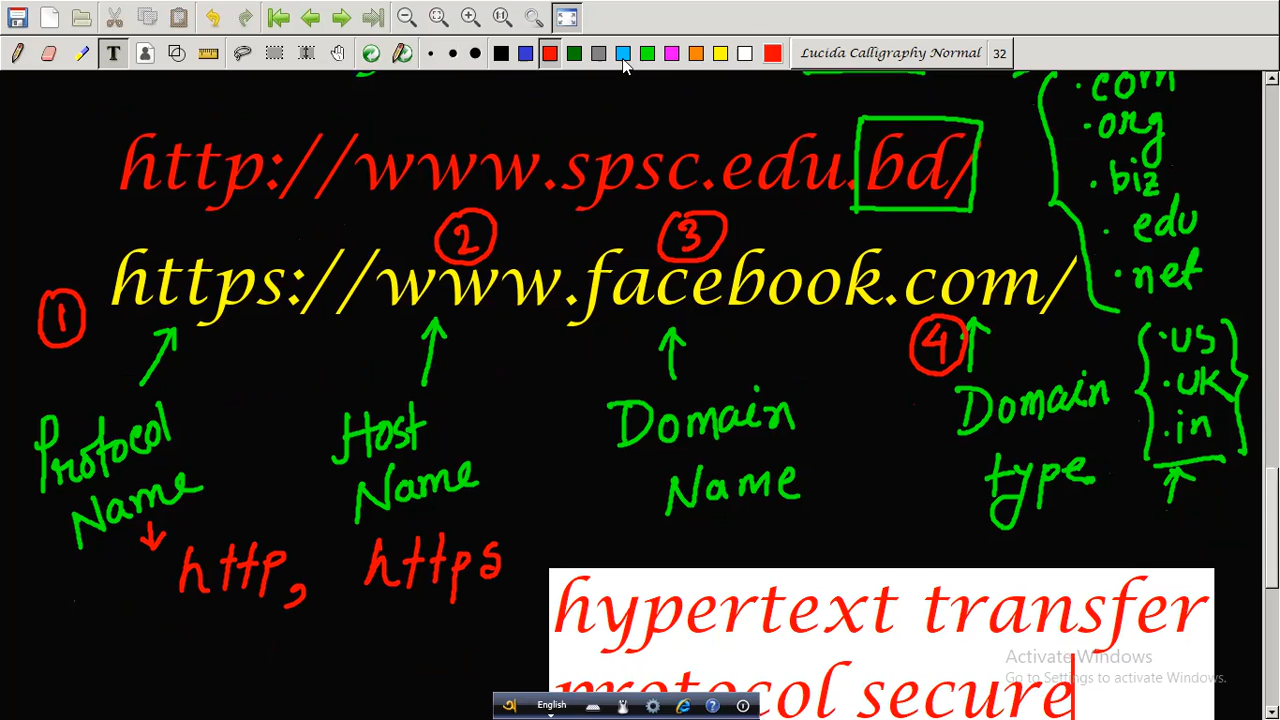 Lucida Calligraphy Normal 32
.com
.org
.biz
.edu
.net
http://www.spsc.edu.bd/
2 3
https://www.facebook.com/
1
4
.US
.UK
.in
Protocol
Name
Host
Name
Domain
Name
Domain
type
http, https
hypertext transfer
protocol secure
Activate Windows
Go to Settings to activate Windows.
English